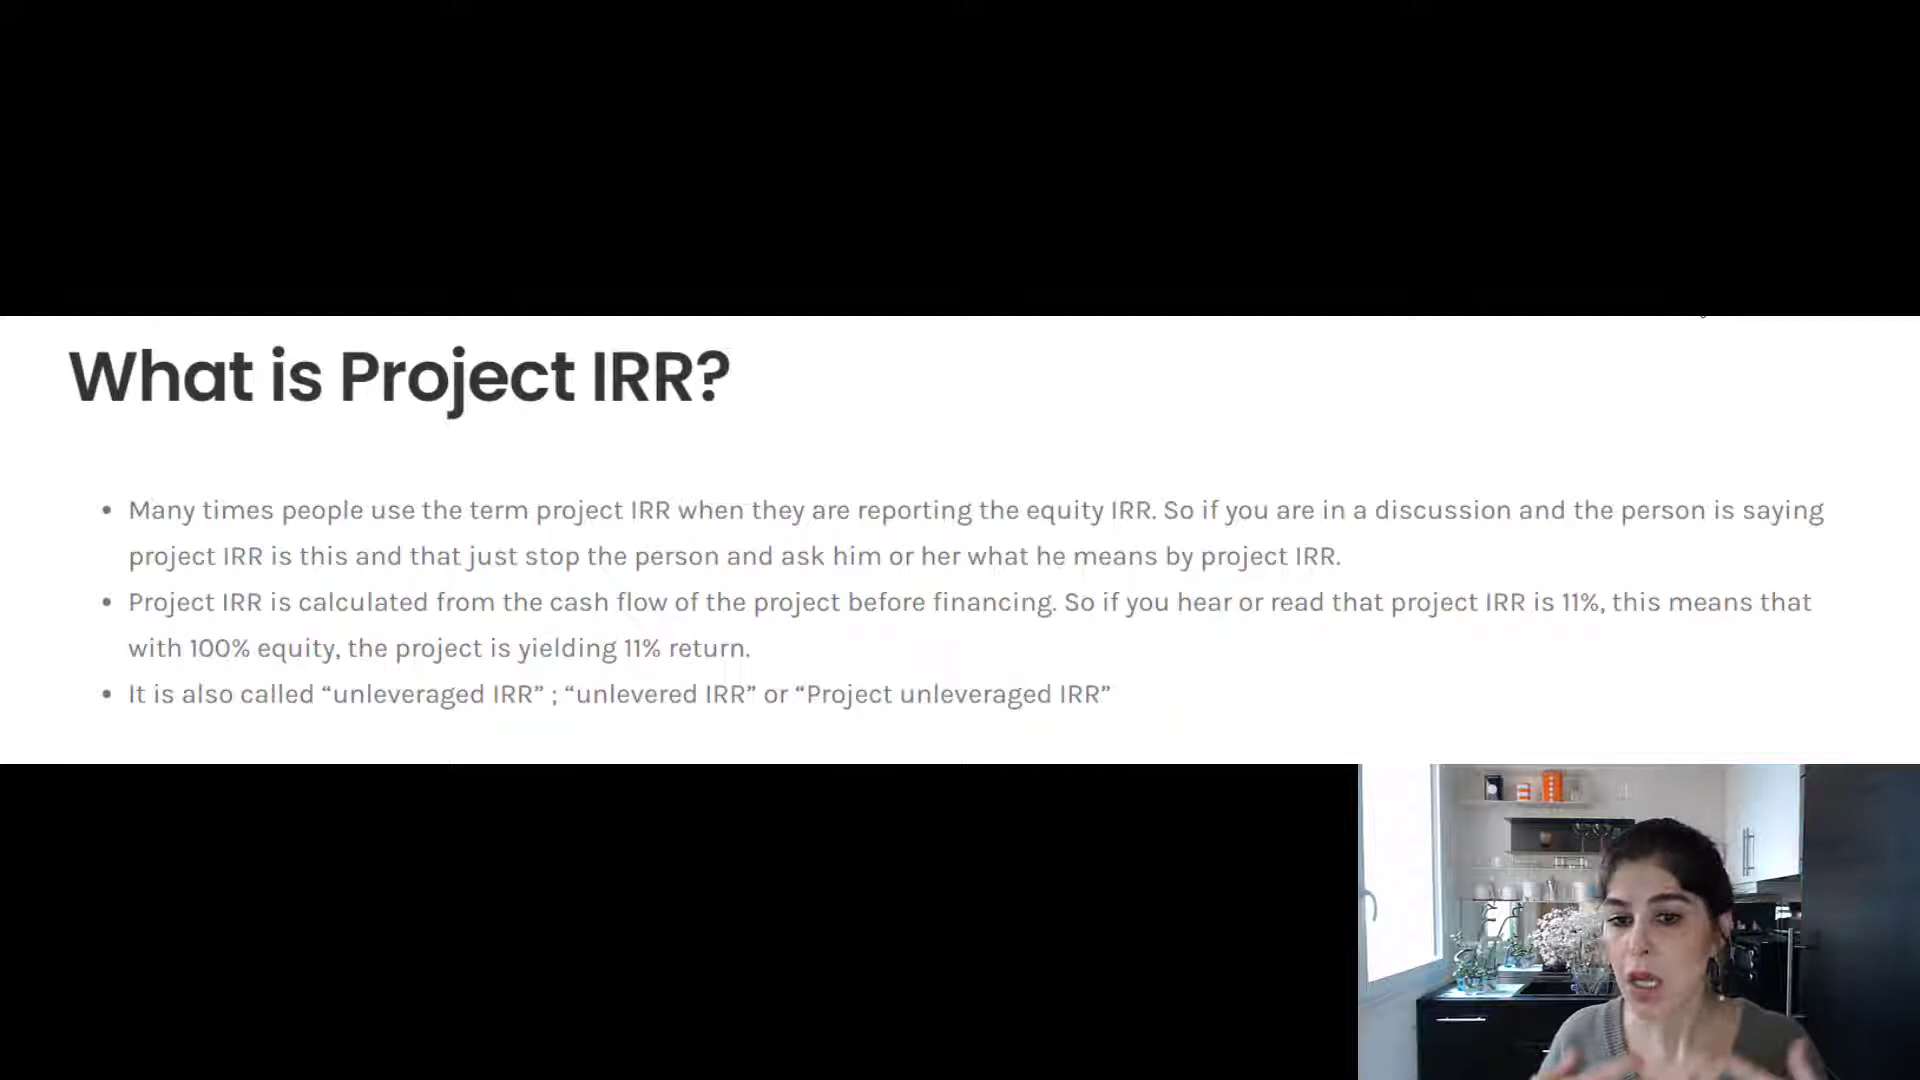 What is Project IRR?
• Many times people use the term project IRR when they are reporting the equity IRR. So if you are in a discussion and the person is saying
project IRR is this and that just stop the person and ask him or her what he means by project IRR.
• Project IRR is calculated from the cash flow of the project before financing. So if you hear or read that project IRR is 11%, this means that
with 100% equity, the project is yielding 11% return.
• It is also called “unleveraged IRR” ; “unlevered IRR” or “Project unleveraged IRR”